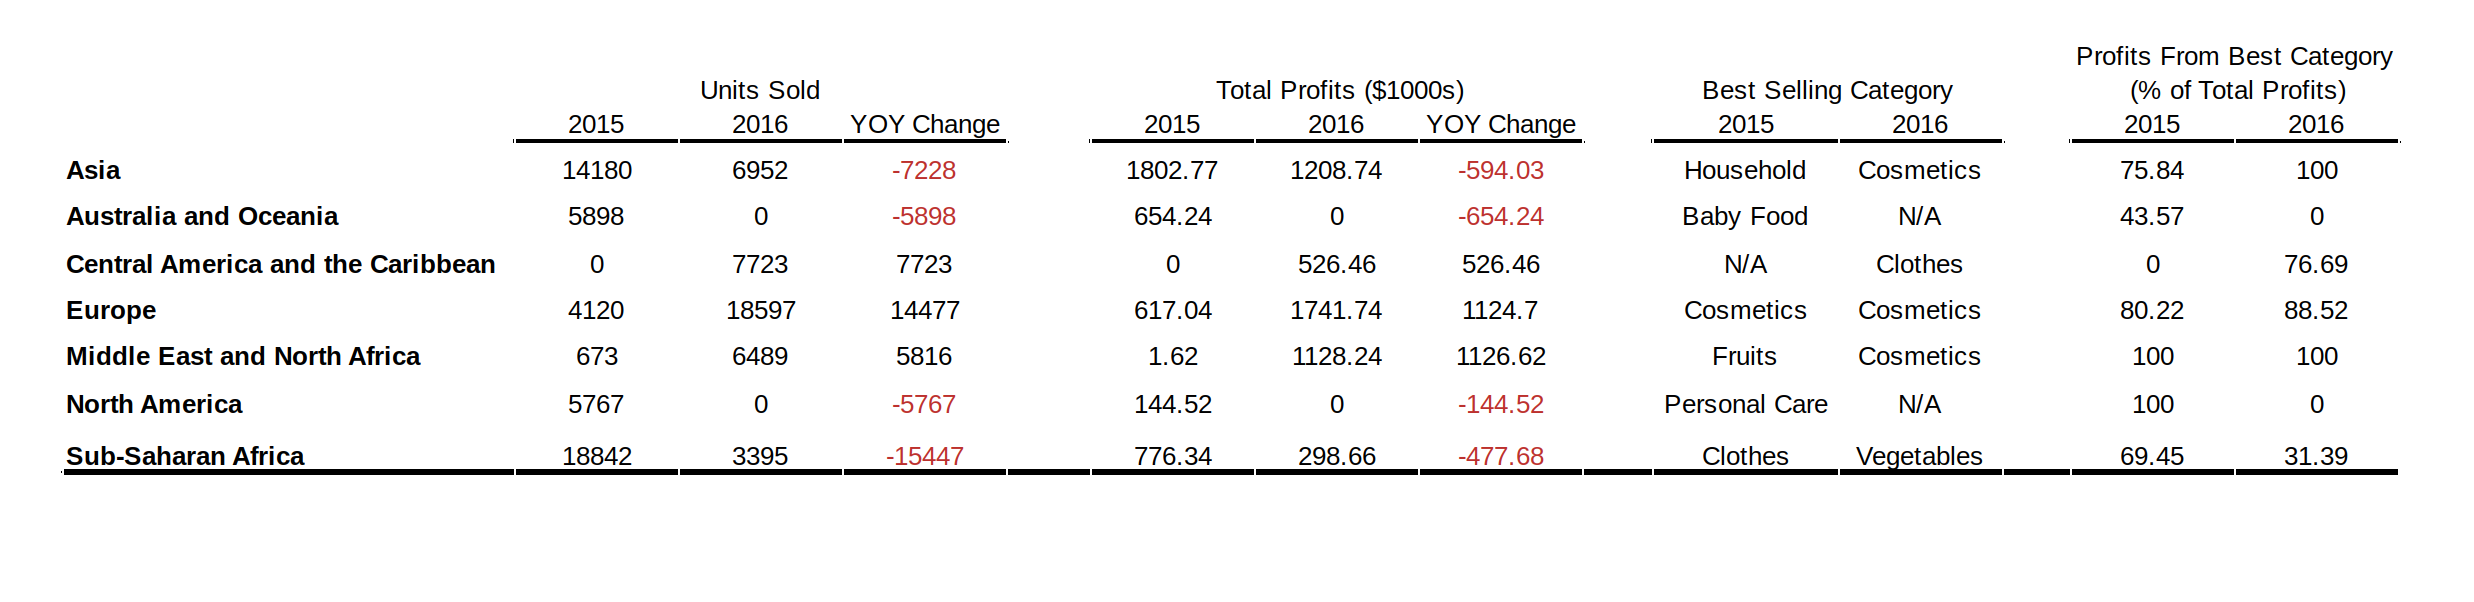 Profits From Best Category
Units Sold Total Profits ($1000s) Best Selling Category (% of Total Profits)
2015 2016 YOY Change 2015 2016 YOY Change 2015 2016 2015 2016
Asia 14180 6952 -7228 1802.77 1208.74 -594.03 Household Cosmetics 75.84 100
Australia and Oceania 5898 0 -5898 654.24 0 -654.24 Baby Food N/A 43.57 0
Central America and the Caribbean 0 7723 7723 0 526.46 526.46 N/A Clothes 0 76.69
Europe 4120 18597 14477 617.04 1741.74 1124.7 Cosmetics Cosmetics 80.22 88.52
Middle East and North Africa 673 6489 5816 1.62 1128.24 1126.62 Fruits Cosmetics 100 100
North America 5767 0 -5767 144.52 0 -144.52 Personal Care N/A 100 0
Sub-Saharan Africa 18842 3395 -15447 776.34 298.66 -477.68 Clothes Vegetables 69.45 31.39